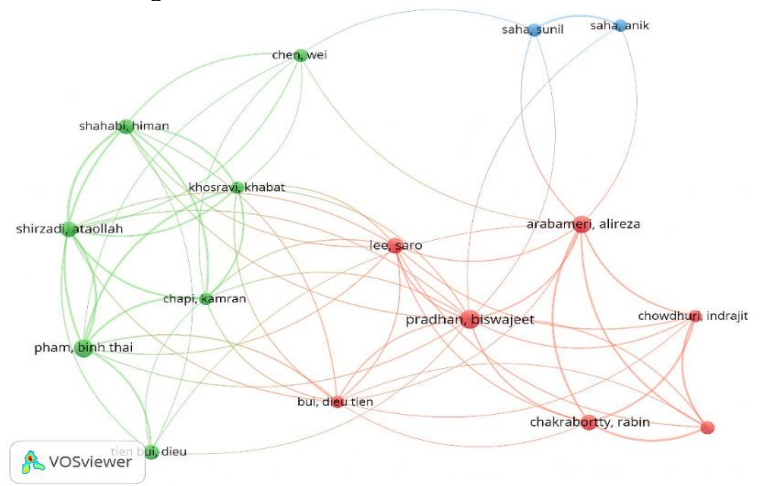 saha, sunil
saha, anik
chen, wei
shahabi, himan
khosravi, khabat
shirzadi, ataollah
arabameri, alireza
lee, saro
chapi, kamran
pradhan, biswajeet
chowdhuri, indrajit
pham, binh thai
bui, dieu tien
chakrabortty, rabin
tien bui, dieu
VOSviewer